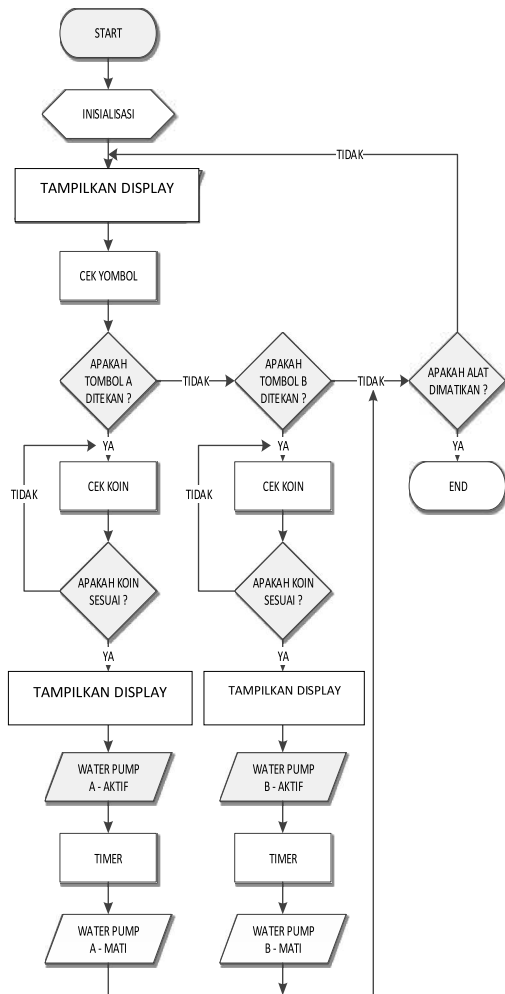 START
INISIALISASI
TIDAK
TAMPILKAN DISPLAY
CEK YOMBOL
APAKAH
TOMBOL A
DITEKAN ?
TIDAK
APAKAH
TOMBOL B
DITEKAN ?
TIDAK
APAKAH ALAT
DIMATIKAN ?
YA
YA
YA
TIDAK
CEK KOIN
TIDAK
CEK KOIN
END
APAKAH KOIN
SESUAI ?
APAKAH KOIN
SESUAI ?
YA
YA
TAMPILKAN DISPLAY
TAMPILKAN DISPLAY
WATER PUMP
A - AKTIF
WATER PUMP
B - AKTIF
TIMER
TIMER
WATER PUMP
A - MATI
WATER PUMP
B - MATI